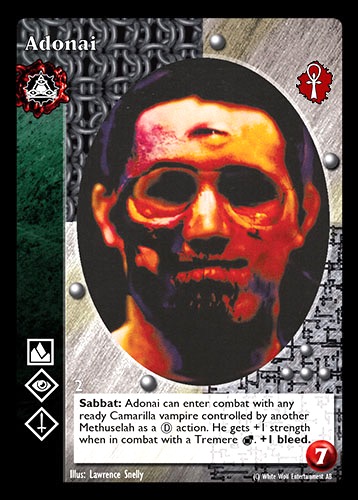 Adonai
2
Sabbat: Adonai can enter combat with any
ready Camarilla vampire controlled by another
Methuselah as a Ⓓ action. He gets +1 strength
when in combat with a Tremere . +1 bleed.
7
Illus: Lawrence Snelly
(C) White Wolf Entertainment AB